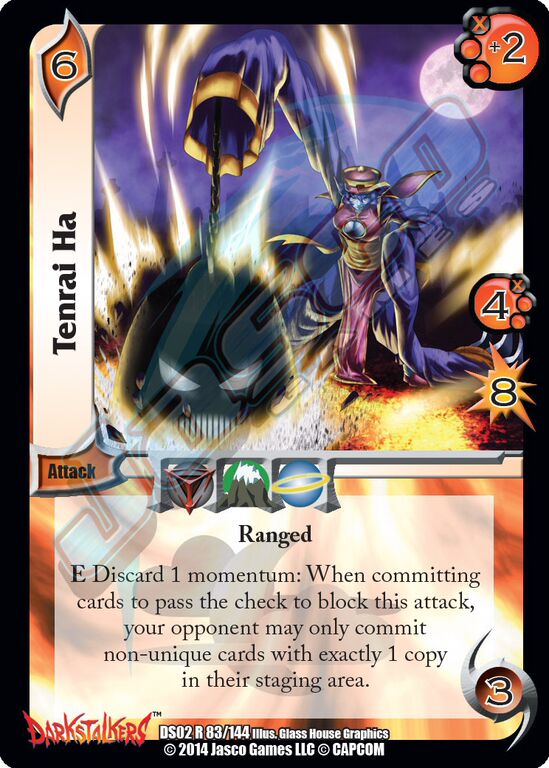 6
+2
X
Tenrai Ha
4
X
8
Attack
Ranged
E Discard 1 momentum: When committing
cards to pass the check to block this attack,
your opponent may only commit
non-unique cards with exactly 1 copy
in their staging area.
3
DARKSTALKERS™
DS02 R 83/144 Illus. Glass House Graphics
© 2014 Jasco Games LLC © CAPCOM